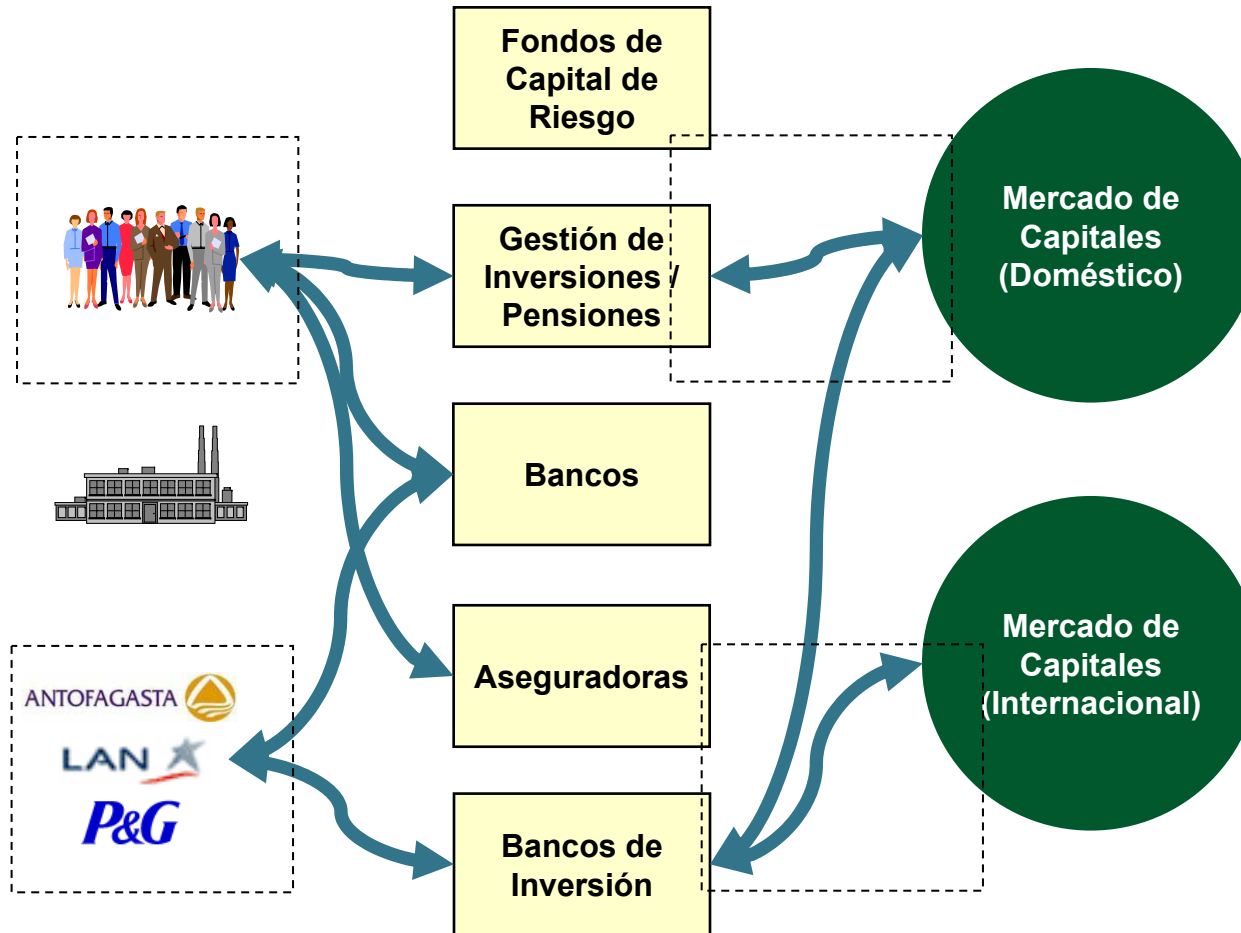 Fondos de
Capital de
Riesgo
Gestión de
Inversiones /
Pensiones
Bancos
Aseguradoras
Bancos de
Inversión
Mercado de
Capitales
(Doméstico)
Mercado de
Capitales
(Internacional)
ANTOFAGASTA
LAN
P&G